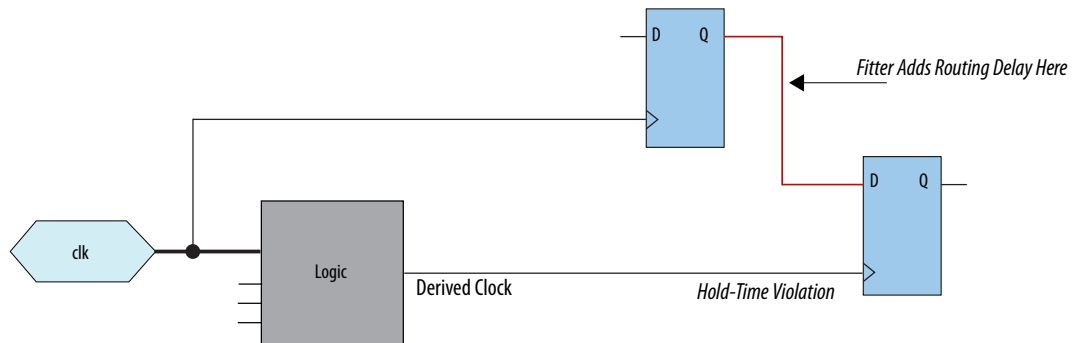 D Q
Fitter Adds Routing Delay Here
D Q
clk
Logic
Derived Clock
Hold-Time Violation